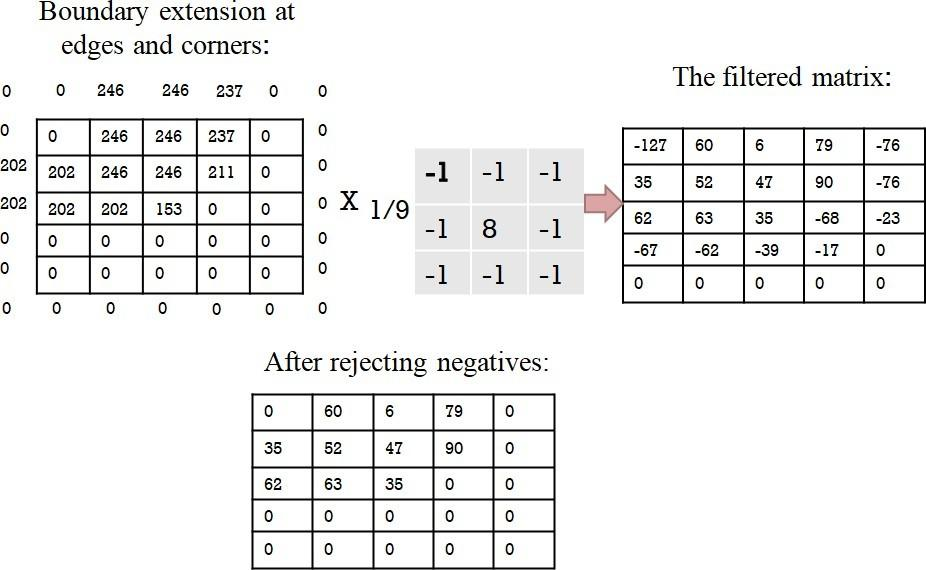 Boundary extension at
edges and corners:
0 0 246 246 237 0 0
0 0 246 246 237 0 0
202 202 246 246 211 0 0
202 202 202 153 0 0 0
0 0 0 0 0 0 0
0 0 0 0 0 0 0
0 0 0 0 0 0 0
X 1/9
-1 -1 -1
-1 8 -1
-1 -1 -1
The filtered matrix:
-127 60 6 79 -76
35 52 47 90 -76
62 63 35 -68 -23
-67 -62 -39 -17 0
0 0 0 0 0
After rejecting negatives:
0 60 6 79 0
35 52 47 90 0
62 63 35 0 0
0 0 0 0 0
0 0 0 0 0